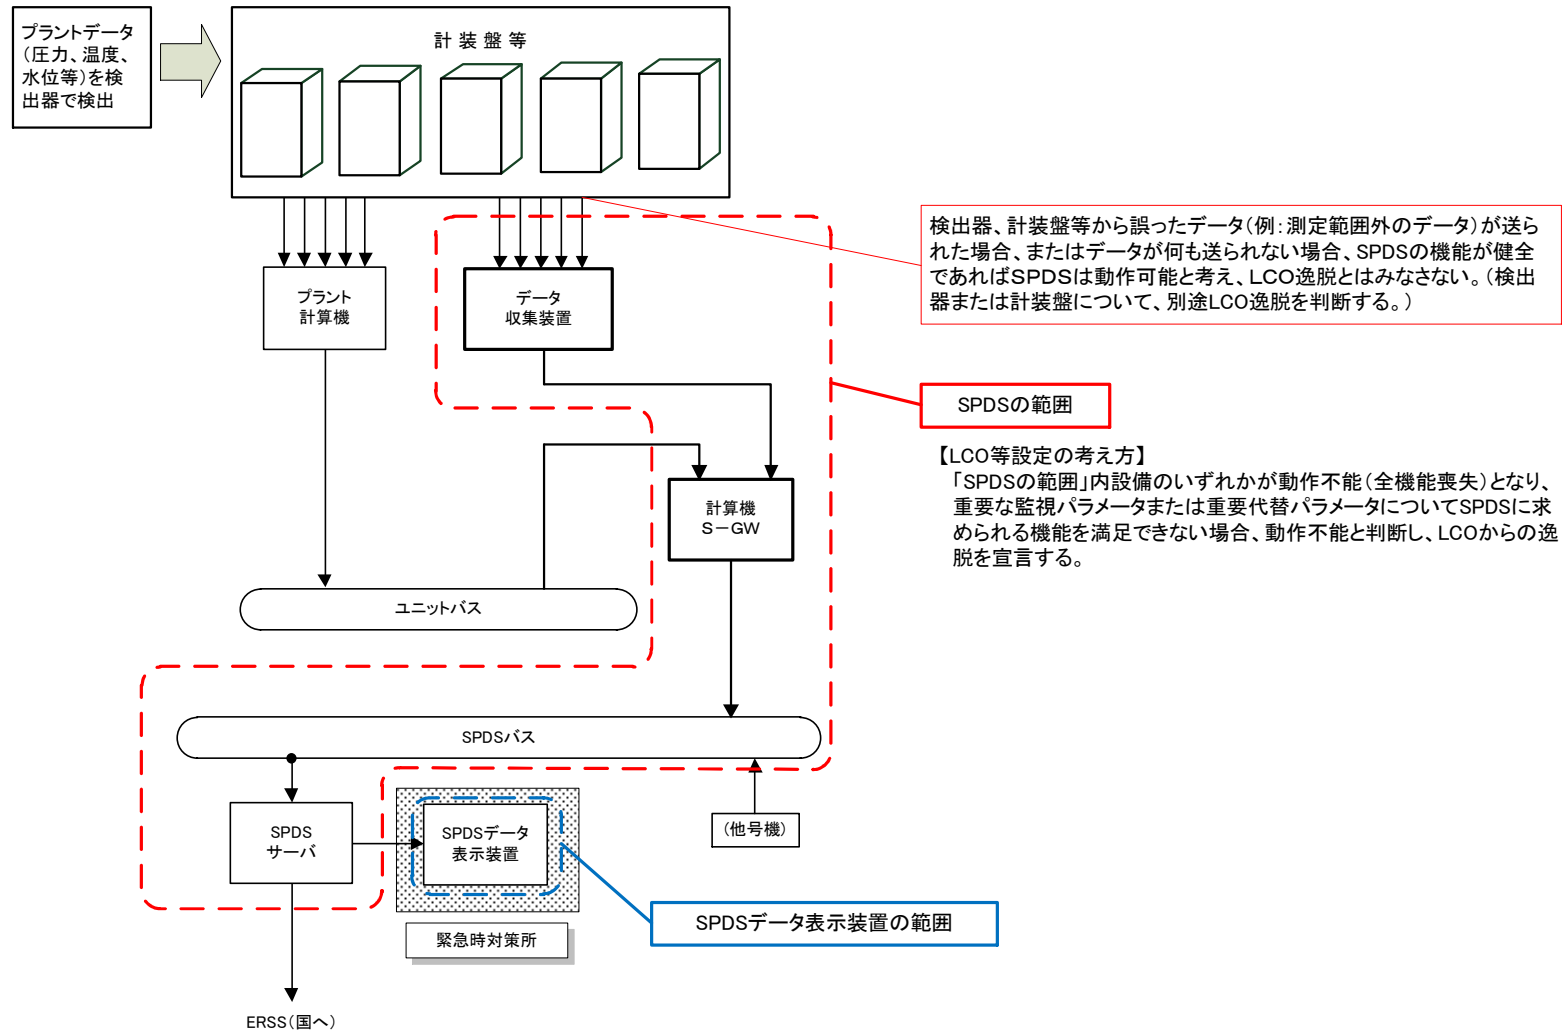 プラントデータ
(圧力、温度、
水位等)を検
出器で検出
計 装 盤 等
検出器、計装盤等から誤ったデータ(例:測定範囲外のデータ)が送ら
れた場合、またはデータが何も送られない場合、SPDSの機能が健全
であればSPDSは動作可能と考え、LCO逸脱とはみなさない。(検出
器または計装盤について、別途LCO逸脱を判断する。)
プラント
計算機
データ
収集装置
SPDSの範囲
【LCO等設定の考え方】
「SPDSの範囲」内設備のいずれかが動作不能(全機能喪失)となり、
重要な監視パラメータまたは重要代替パラメータについてSPDSに求
められる機能を満足できない場合、動作不能と判断し、LCOからの逸
脱を宣言する。
計算機
S-GW
ユニットバス
SPDSバス
SPDS
サーバ
SPDSデータ
表示装置
(他号機)
SPDSデータ表示装置の範囲
緊急時対策所
ERSS(国へ)